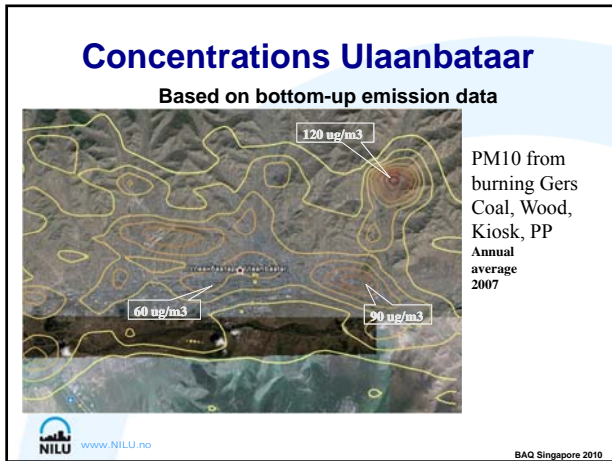 Concentrations Ulaanbataar
Based on bottom-up emission data
120 ug/m3
PM10 from
burning Gers
Coal, Wood,
Kiosk, PP
Annual
average
2007
Ulaanbaatar
60 ug/m3
90 ug/m3
NILU
www.NILU.no
BAQ Singapore 2010